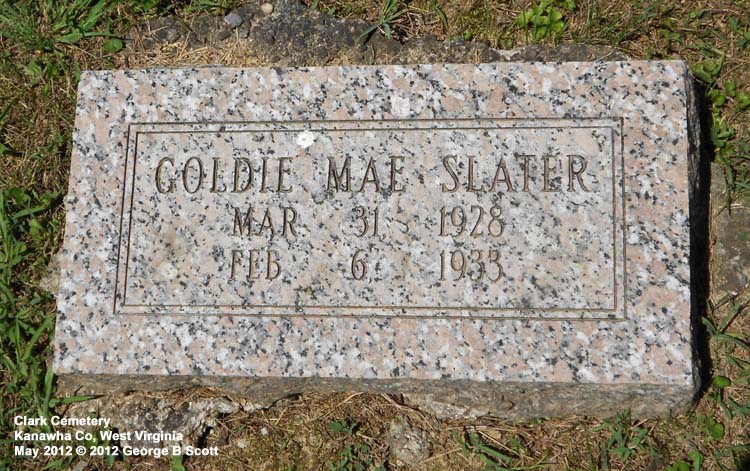 GOLDIE MAE SLATER
MAR 31 1928
FEB 6 1933
Clark Cemetery
Kanawha Co, West Virginia
May 2012 © 2012 George B Scott